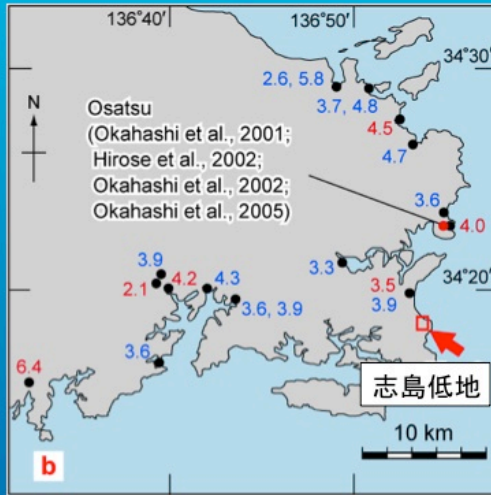 136°40'
136°50'
34°30'
2.6, 5.8
3.7, 4.8
N
Osatsu
(Okahashi et al., 2001;
Hirose et al., 2002;
Okahashi et al., 2002;
Okahashi et al., 2005)
4.5
4.7
3.6
4.0
3.9
4.2
4.3
3.3
3.5
34°20'
2.1
3.6, 3.9
3.9
3.6
6.4
志島低地
10 km
b